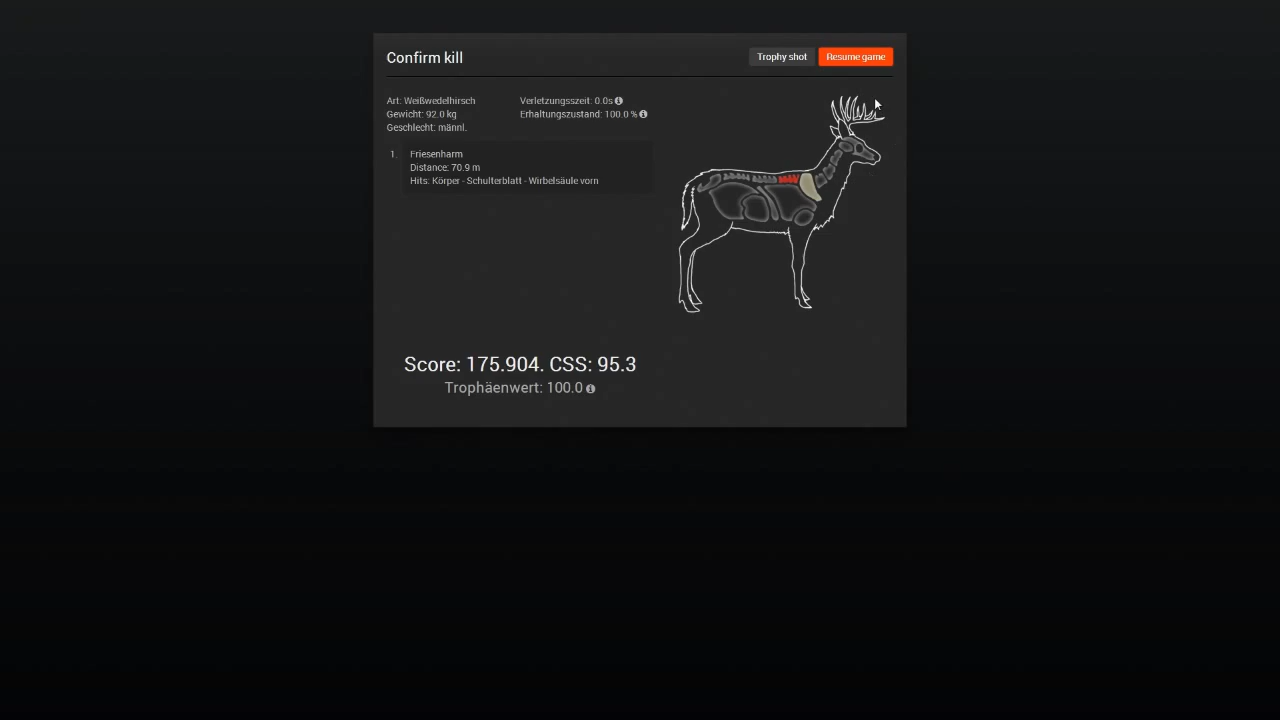 Confirm kill
Trophy shot
Resume game
Art: Weißwedelhirsch
Gewicht: 92.0 kg
Geschlecht: männl.
Verletzungsszeit: 0.0s
Erhaltungszustand: 100.0 %
1.
Friesenharm
Distance: 70.9 m
Hits: Körper - Schulterblatt - Wirbelsäule vorn
Score: 175.904. CSS: 95.3
Trophäenwert: 100.0